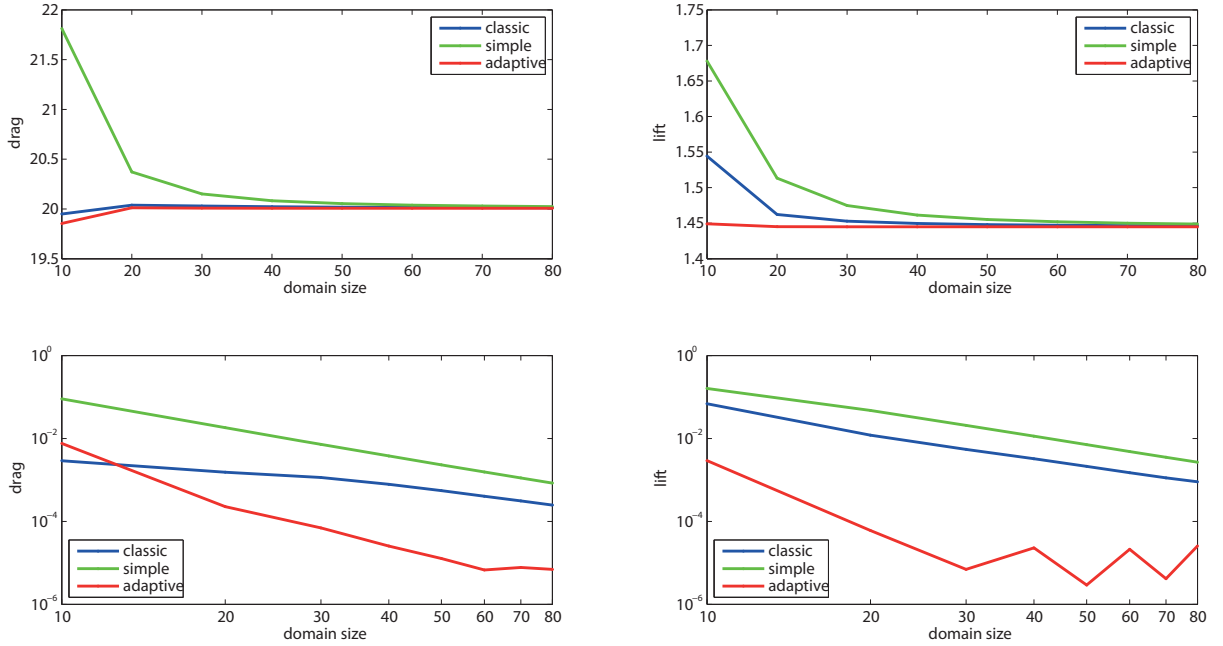 22
21.5
21
20.5
20
19.5
drag
10 20 30 40 50 60 70 80
domain size
classic
simple
adaptive
1.75
1.7
1.65
1.6
1.55
1.5
1.45
1.4
lift
10 20 30 40 50 60 70 80
domain size
classic
simple
adaptive
10⁰
10⁻²
10⁻⁴
10⁻⁶
drag
10 20 30 40 50 60 70 80
domain size
classic
simple
adaptive
10⁰
10⁻²
10⁻⁴
10⁻⁶
lift
10 20 30 40 50 60 70 80
domain size
classic
simple
adaptive